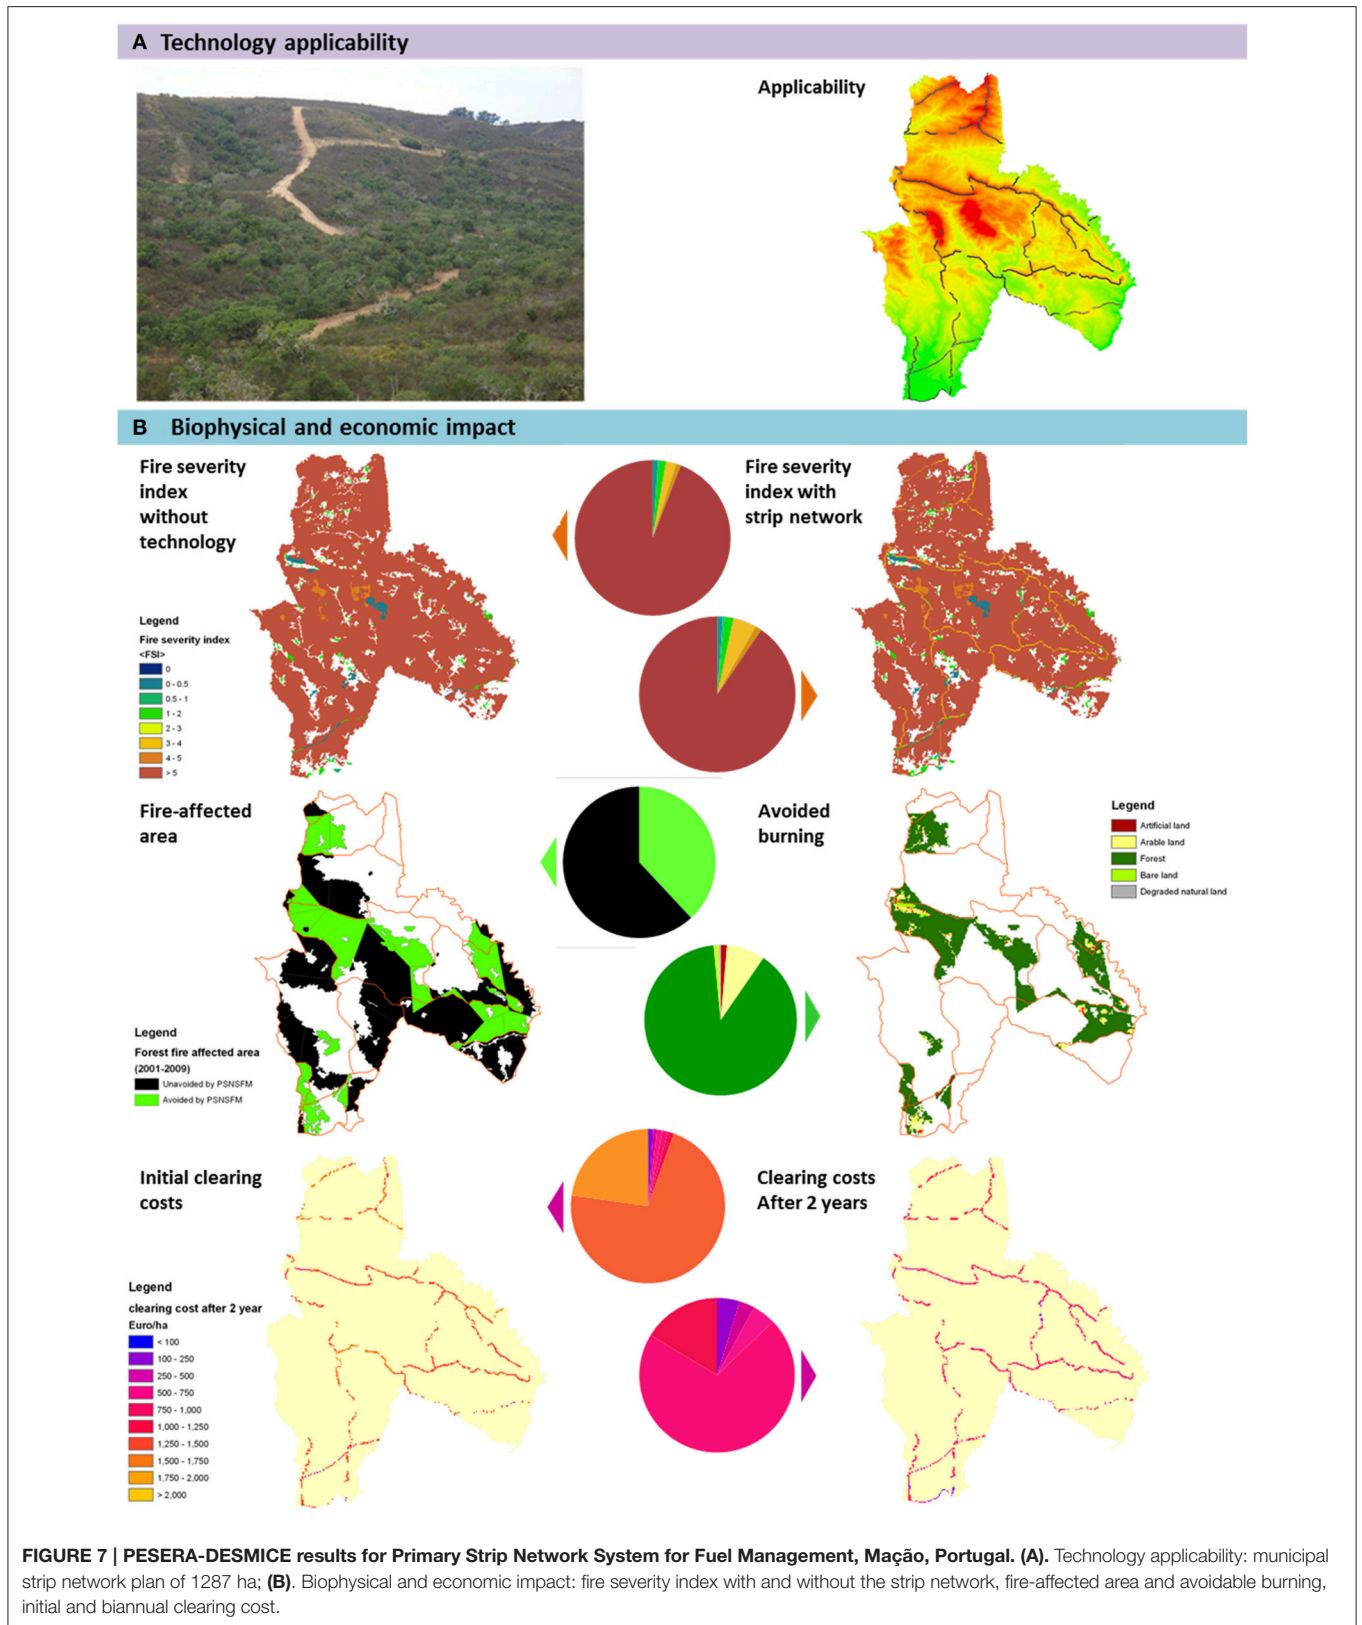 A Technology applicability
Applicability
B Biophysical and economic impact
Fire severity
index
without
technology
Fire severity
index with
strip network
Legend
Fire severity index
<FSI>
0
0 - 0.5
0.5 - 1
1 - 2
2 - 3
3 - 4
4 - 5
> 5
Fire-affected
area
Avoided
burning
Legend
Artificial land
Arable land
Forest
Bare land
Degraded natural land
Legend
Forest fire affected area
(2001-2009)
Unavoided by PSNSFM
Avoided by PSNSFM
Initial clearing
costs
Clearing costs
After 2 years
Legend
clearing cost after 2 year
Euro/ha
< 100
100 - 250
250 - 500
500 - 750
750 - 1,000
1,000 - 1,250
1,250 - 1,500
1,500 - 1,750
1,750 - 2,000
> 2,000
FIGURE 7 | PESERA-DESMICE results for Primary Strip Network System for Fuel Management, Mação, Portugal. (A). Technology applicability: municipal
strip network plan of 1287 ha; (B). Biophysical and economic impact: fire severity index with and without the strip network, fire-affected area and avoidable burning,
initial and biannual clearing cost.